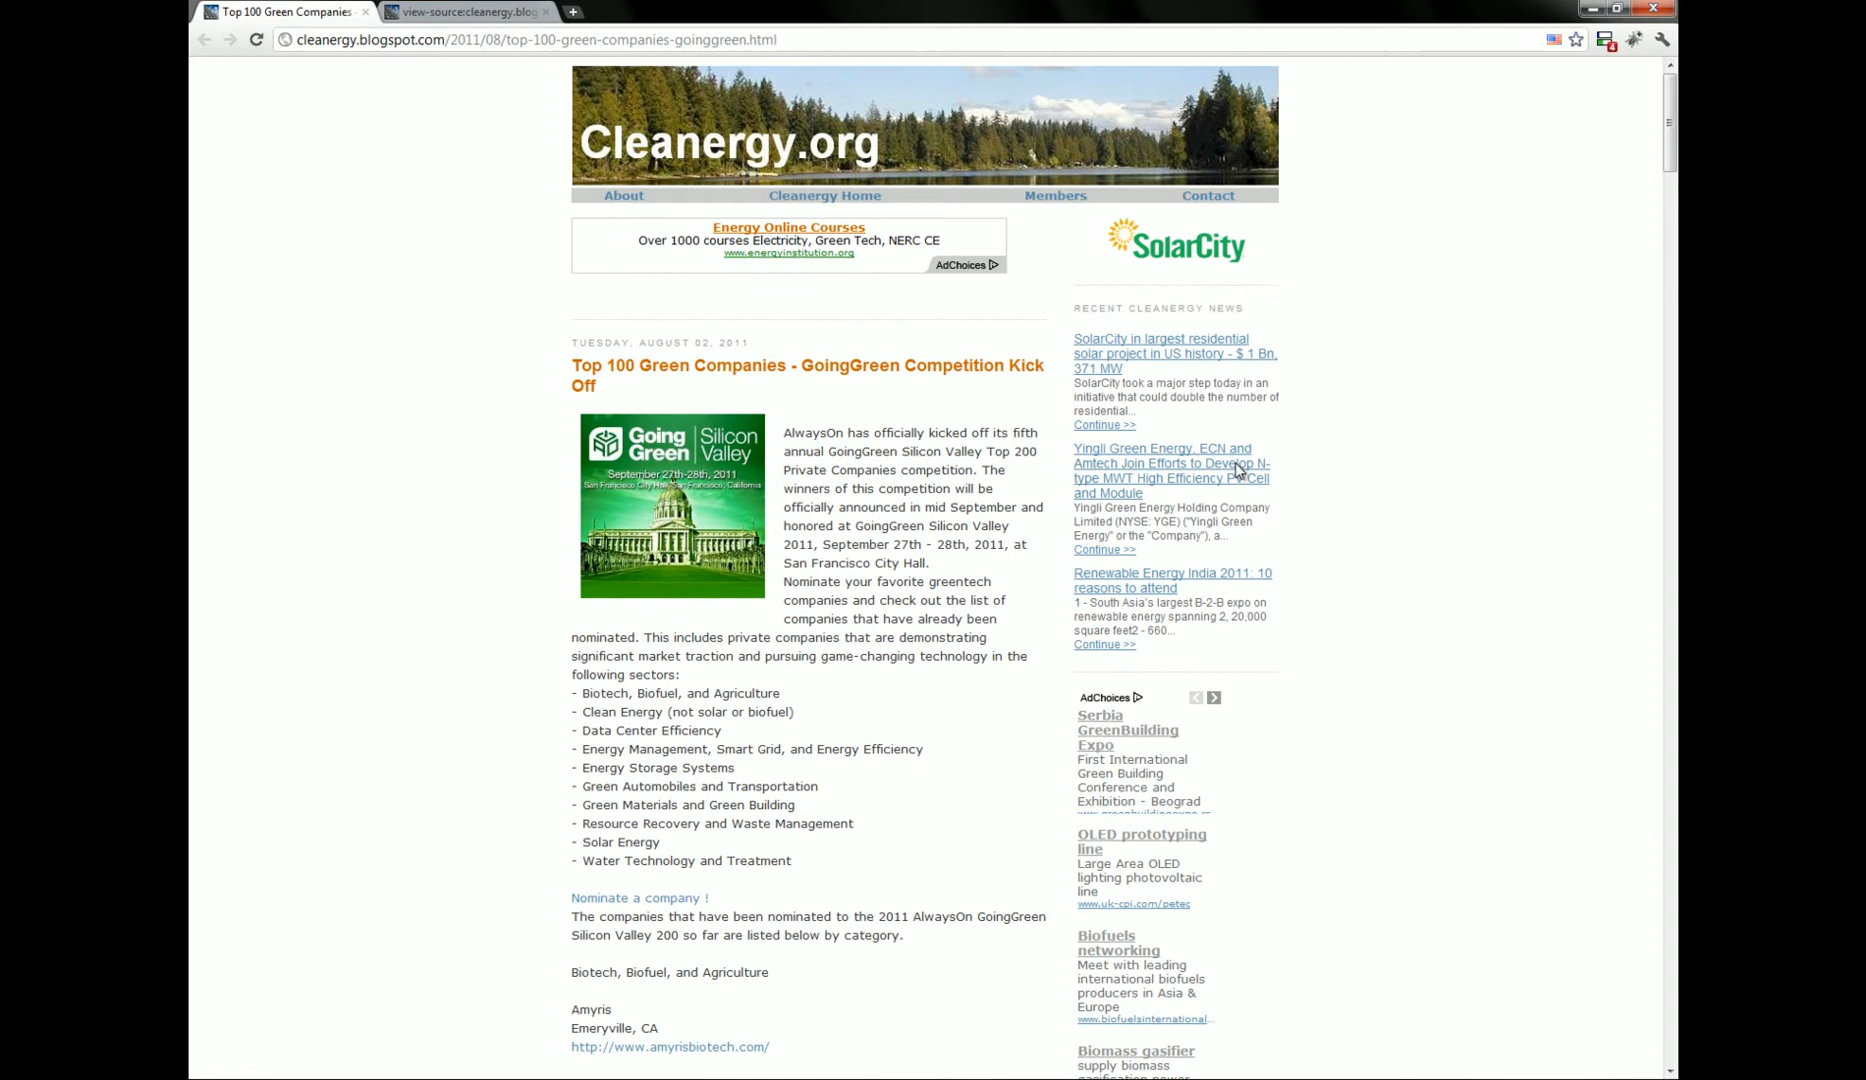 Top 100 Green Companies
view-source:cleanergy.blog
cleanergy.blogspot.com/2011/08/top-100-green-companies-goinggreen.html
4
Cleanergy.org
About Cleanergy Home Members Contact
Energy Online Courses
Over 1000 courses Electricity, Green Tech, NERC CE
www.energyinstitution.org
AdChoices
SolarCity
TUESDAY, AUGUST 02, 2011
Top 100 Green Companies - GoingGreen Competition Kick
Off
Going Green
Silicon Valley
September 27th-28th, 2011
San Francisco City Hall, San Francisco, California
AlwaysOn has officially kicked off its fifth
annual GoingGreen Silicon Valley Top 200
Private Companies competition. The
winners of this competition will be
officially announced in mid September and
honored at GoingGreen Silicon Valley
2011, September 27th - 28th, 2011, at
San Francisco City Hall.
Nominate your favorite greentech
companies and check out the list of
companies that have already been
nominated. This includes private companies that are demonstrating
significant market traction and pursuing game-changing technology in the
following sectors:
- Biotech, Biofuel, and Agriculture
- Clean Energy (not solar or biofuel)
- Data Center Efficiency
- Energy Management, Smart Grid, and Energy Efficiency
- Energy Storage Systems
- Green Automobiles and Transportation
- Green Materials and Green Building
- Resource Recovery and Waste Management
- Solar Energy
- Water Technology and Treatment
Nominate a company !
The companies that have been nominated to the 2011 AlwaysOn GoingGreen
Silicon Valley 200 so far are listed below by category.
Biotech, Biofuel, and Agriculture
Amyris
Emeryville, CA
http://www.amyrisbiotech.com/
RECENT CLEANERGY NEWS
SolarCity in largest residential
solar project in US history - $ 1 Bn,
371 MW
SolarCity took a major step today in an
initiative that could double the number of
residential...
Continue >>
Yingli Green Energy, ECN and
Amtech Join Efforts to Develop N-
type MWT High Efficiency PV Cell
and Module
Yingli Green Energy Holding Company
Limited (NYSE: YGE) ("Yingli Green
Energy" or the "Company"), a...
Continue >>
Renewable Energy India 2011: 10
reasons to attend
1 - South Asia's largest B-2-B expo on
renewable energy spanning 2, 20,000
square feet2 - 660...
Continue >>
AdChoices
Serbia
GreenBuilding
Expo
First International
Green Building
Conference and
Exhibition - Beograd
OLED prototyping
line
Large Area OLED
lighting photovoltaic
line
www.uk-cpi.com/petec
Biofuels
networking
Meet with leading
international biofuels
producers in Asia &
Europe
www.biofuelsinternational...
Biomass gasifier
supply biomass
gasification power